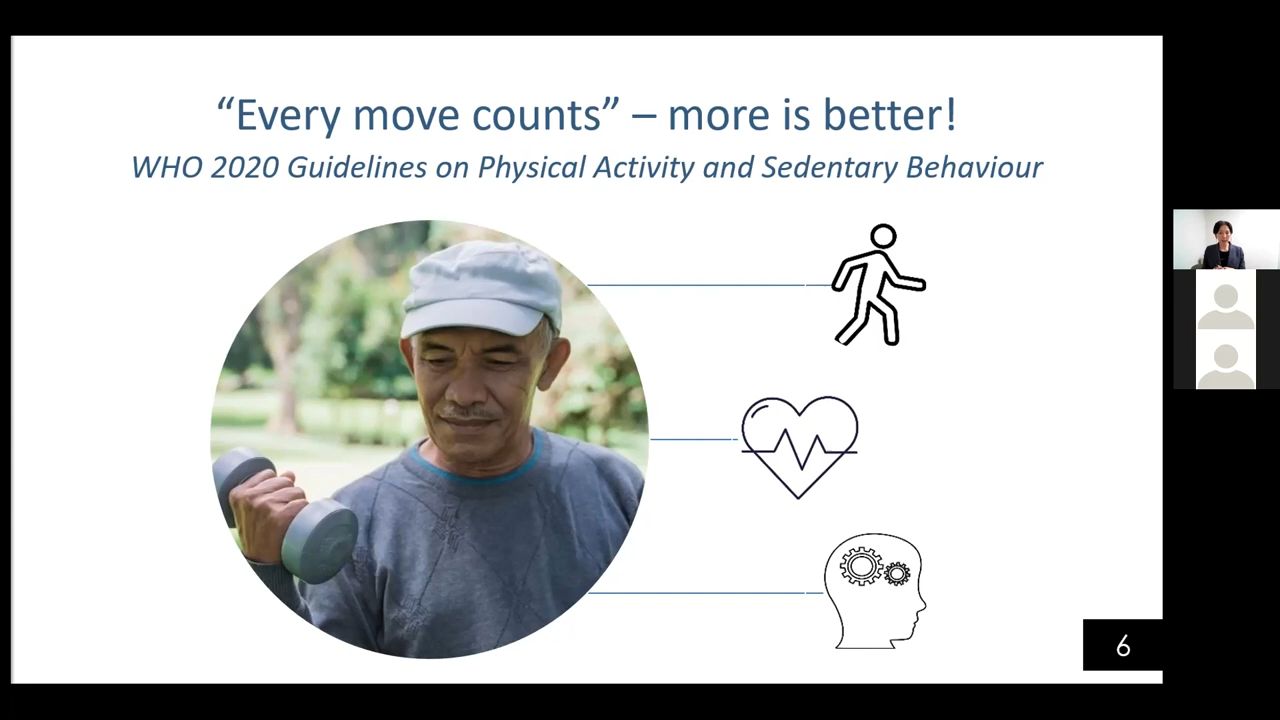 “Every move counts” – more is better!
WHO 2020 Guidelines on Physical Activity and Sedentary Behaviour
6